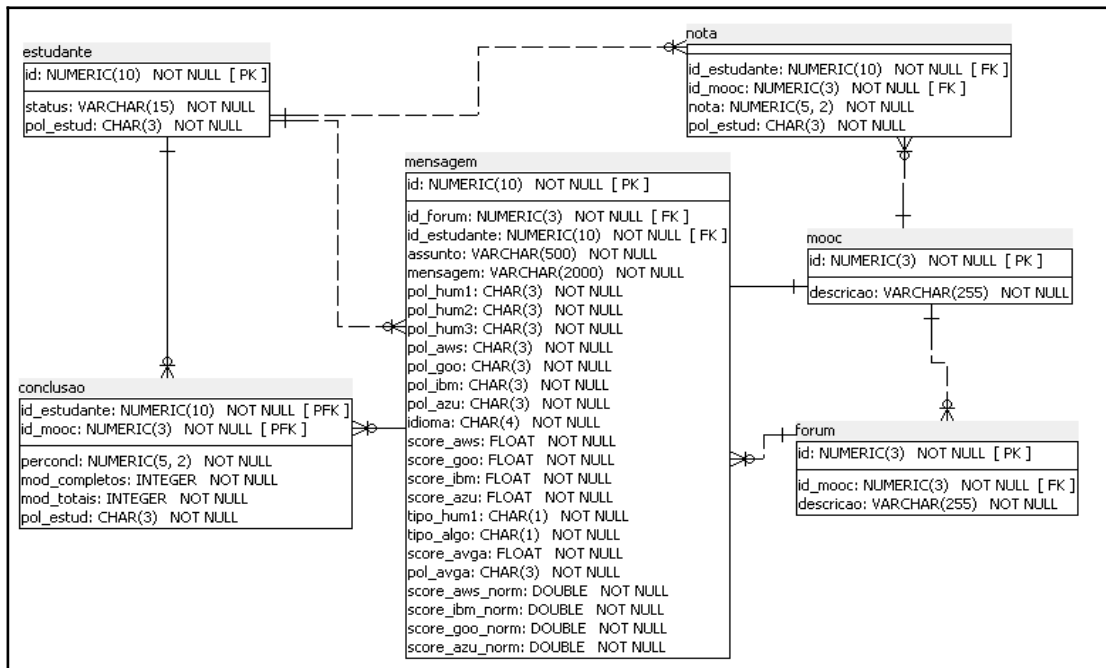 estudante
id: NUMERIC(10) NOT NULL [ PK ]
status: VARCHAR(15) NOT NULL
pol_estud: CHAR(3) NOT NULL
nota
id_estudante: NUMERIC(10) NOT NULL [ FK ]
id_mooc: NUMERIC(3) NOT NULL [ FK ]
nota: NUMERIC(5, 2) NOT NULL
pol_estud: CHAR(3) NOT NULL
mensagem
id: NUMERIC(10) NOT NULL [ PK ]
id_forum: NUMERIC(3) NOT NULL [ FK ]
id_estudante: NUMERIC(10) NOT NULL [ FK ]
assunto: VARCHAR(500) NOT NULL
mensagem: VARCHAR(2000) NOT NULL
pol_hum1: CHAR(3) NOT NULL
pol_hum2: CHAR(3) NOT NULL
pol_hum3: CHAR(3) NOT NULL
pol_aws: CHAR(3) NOT NULL
pol_goo: CHAR(3) NOT NULL
pol_ibm: CHAR(3) NOT NULL
pol_azu: CHAR(3) NOT NULL
idioma: CHAR(4) NOT NULL
score_aws: FLOAT NOT NULL
score_goo: FLOAT NOT NULL
score_ibm: FLOAT NOT NULL
score_azu: FLOAT NOT NULL
tipo_hum1: CHAR(1) NOT NULL
tipo_algo: CHAR(1) NOT NULL
score_avga: FLOAT NOT NULL
pol_avga: CHAR(3) NOT NULL
score_aws_norm: DOUBLE NOT NULL
score_ibm_norm: DOUBLE NOT NULL
score_goo_norm: DOUBLE NOT NULL
score_azu_norm: DOUBLE NOT NULL
mooc
id: NUMERIC(3) NOT NULL [ PK ]
descricao: VARCHAR(255) NOT NULL
conclusao
id_estudante: NUMERIC(10) NOT NULL [ PFK ]
id_mooc: NUMERIC(3) NOT NULL [ PFK ]
perconcl: NUMERIC(5, 2) NOT NULL
mod_completos: INTEGER NOT NULL
mod_totais: INTEGER NOT NULL
pol_estud: CHAR(3) NOT NULL
forum
id: NUMERIC(3) NOT NULL [ PK ]
id_mooc: NUMERIC(3) NOT NULL [ FK ]
descricao: VARCHAR(255) NOT NULL